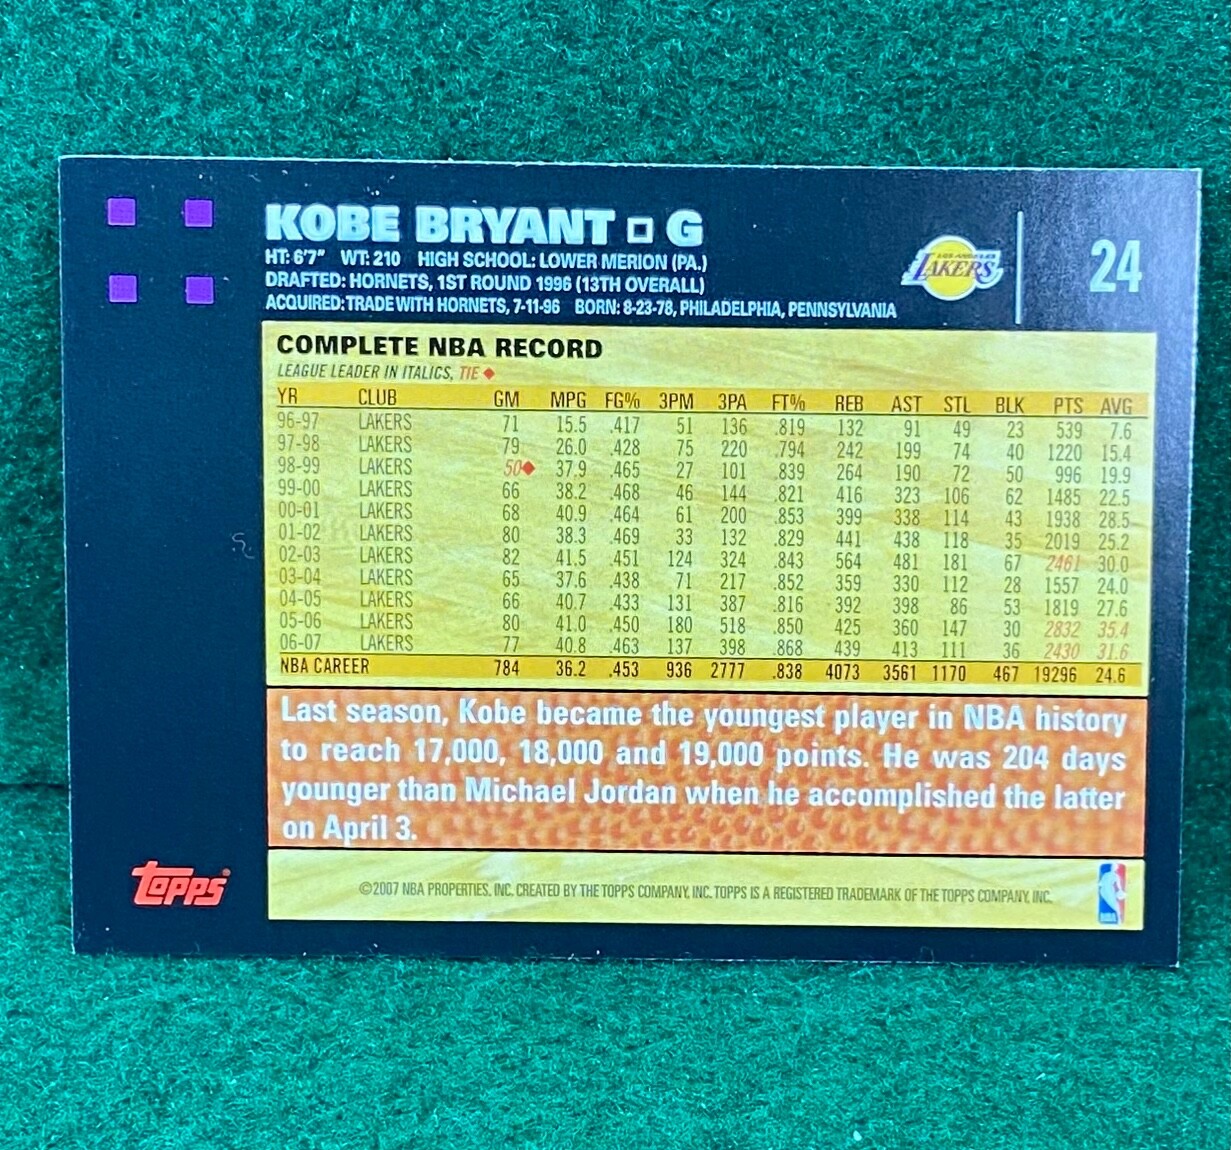 KOBE BRYANT □ G
HT: 6'7" WT: 210 HIGH SCHOOL: LOWER MERION (PA.)
DRAFTED: HORNETS, 1ST ROUND 1996 (13TH OVERALL)
ACQUIRED: TRADE WITH HORNETS, 7-11-96 BORN: 8-23-78, PHILADELPHIA, PENNSYLVANIA
LOS ANGELES
LAKERS
24
COMPLETE NBA RECORD
LEAGUE LEADER IN ITALICS, TIE ◆
YR CLUB GM MPG FG% 3PM 3PA FT% REB AST STL BLK PTS AVG
96-97 LAKERS 71 15.5 .417 51 136 .819 132 91 49 23 539 7.6
97-98 LAKERS 79 26.0 .428 75 220 .794 242 199 74 40 1220 15.4
98-99 LAKERS 50◆ 37.9 .465 27 101 .839 264 190 72 50 996 19.9
99-00 LAKERS 66 38.2 .468 46 144 .821 416 323 106 62 1485 22.5
00-01 LAKERS 68 40.9 .464 61 200 .853 399 338 114 43 1938 28.5
01-02 LAKERS 80 38.3 .469 33 132 .829 441 438 118 35 2019 25.2
02-03 LAKERS 82 41.5 .451 124 324 .843 564 481 181 67 2461 30.0
03-04 LAKERS 65 37.6 .438 71 217 .852 359 330 112 28 1557 24.0
04-05 LAKERS 66 40.7 .433 131 387 .816 392 398 86 53 1819 27.6
05-06 LAKERS 80 41.0 .450 180 518 .850 425 360 147 30 2832 35.4
06-07 LAKERS 77 40.8 .463 137 398 .868 439 413 111 36 2430 31.6
NBA CAREER 784 36.2 .453 936 2777 .838 4073 3561 1170 467 19296 24.6
Last season, Kobe became the youngest player in NBA history
to reach 17,000, 18,000 and 19,000 points. He was 204 days
younger than Michael Jordan when he accomplished the latter
on April 3.
topps®
©2007 NBA PROPERTIES, INC. CREATED BY THE TOPPS COMPANY, INC. TOPPS IS A REGISTERED TRADEMARK OF THE TOPPS COMPANY, INC.
NBA